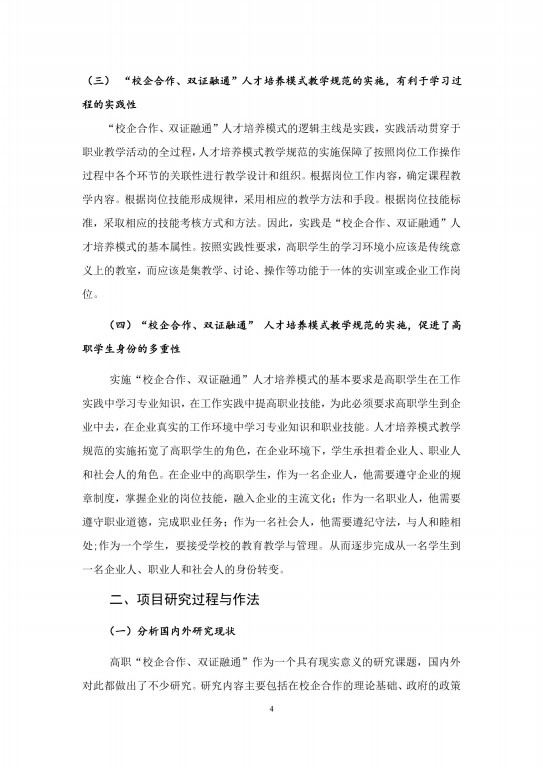 （三） “校企合作、双证融通”人才培养模式教学规范的实施，有利于学习过
程的实践性
“校企合作、双证融通”人才培养模式的逻辑主线是实践，实践活动贯穿于
职业教学活动的全过程，人才培养模式教学规范的实施保障了按照岗位工作操作
过程中各个环节的关联性进行教学设计和组织。根据岗位工作内容，确定课程教
学内容。根据岗位技能形成规律，采用相应的教学方法和手段。根据岗位技能标
准，采取相应的技能考核方式和方法。因此，实践是“校企合作、双证融通”人
才培养模式的基本属性。按照实践性要求，高职学生的学习环境小应该是传统意
义上的教室，而应该是集教学、讨论、操作等功能于一体的实训室或企业工作岗
位。
（四）“校企合作、双证融通” 人才培养模式教学规范的实施，促进了高
职学生身份的多重性
实施“校企合作、双证融通”人才培养模式的基本要求是高职学生在工作
实践中学习专业知识，在工作实践中提高职业技能，为此必须要求高职学生到企
业中去，在企业真实的工作环境中学习专业知识和职业技能。人才培养模式教学
规范的实施拓宽了高职学生的角色，在企业环境下，学生承担着企业人、职业人
和社会人的角色。在企业中的高职学生，作为一名企业人，他需要遵守企业的规
章制度，掌握企业的岗位技能，融入企业的主流文化；作为一名职业人，他需要
遵守职业道德，完成职业任务；作为一名社会人，他需要遵纪守法，与人和睦相
处;作为一个学生，要接受学校的教育教学与管理。从而逐步完成从一名学生到
一名企业人、职业人和社会人的身份转变。
二、项目研究过程与作法
（一）分析国内外研究现状
高职“校企合作、双证融通”作为一个具有现实意义的研究课题，国内外
对此都做出了不少研究。研究内容主要包括在校企合作的理论基础、政府的政策
4